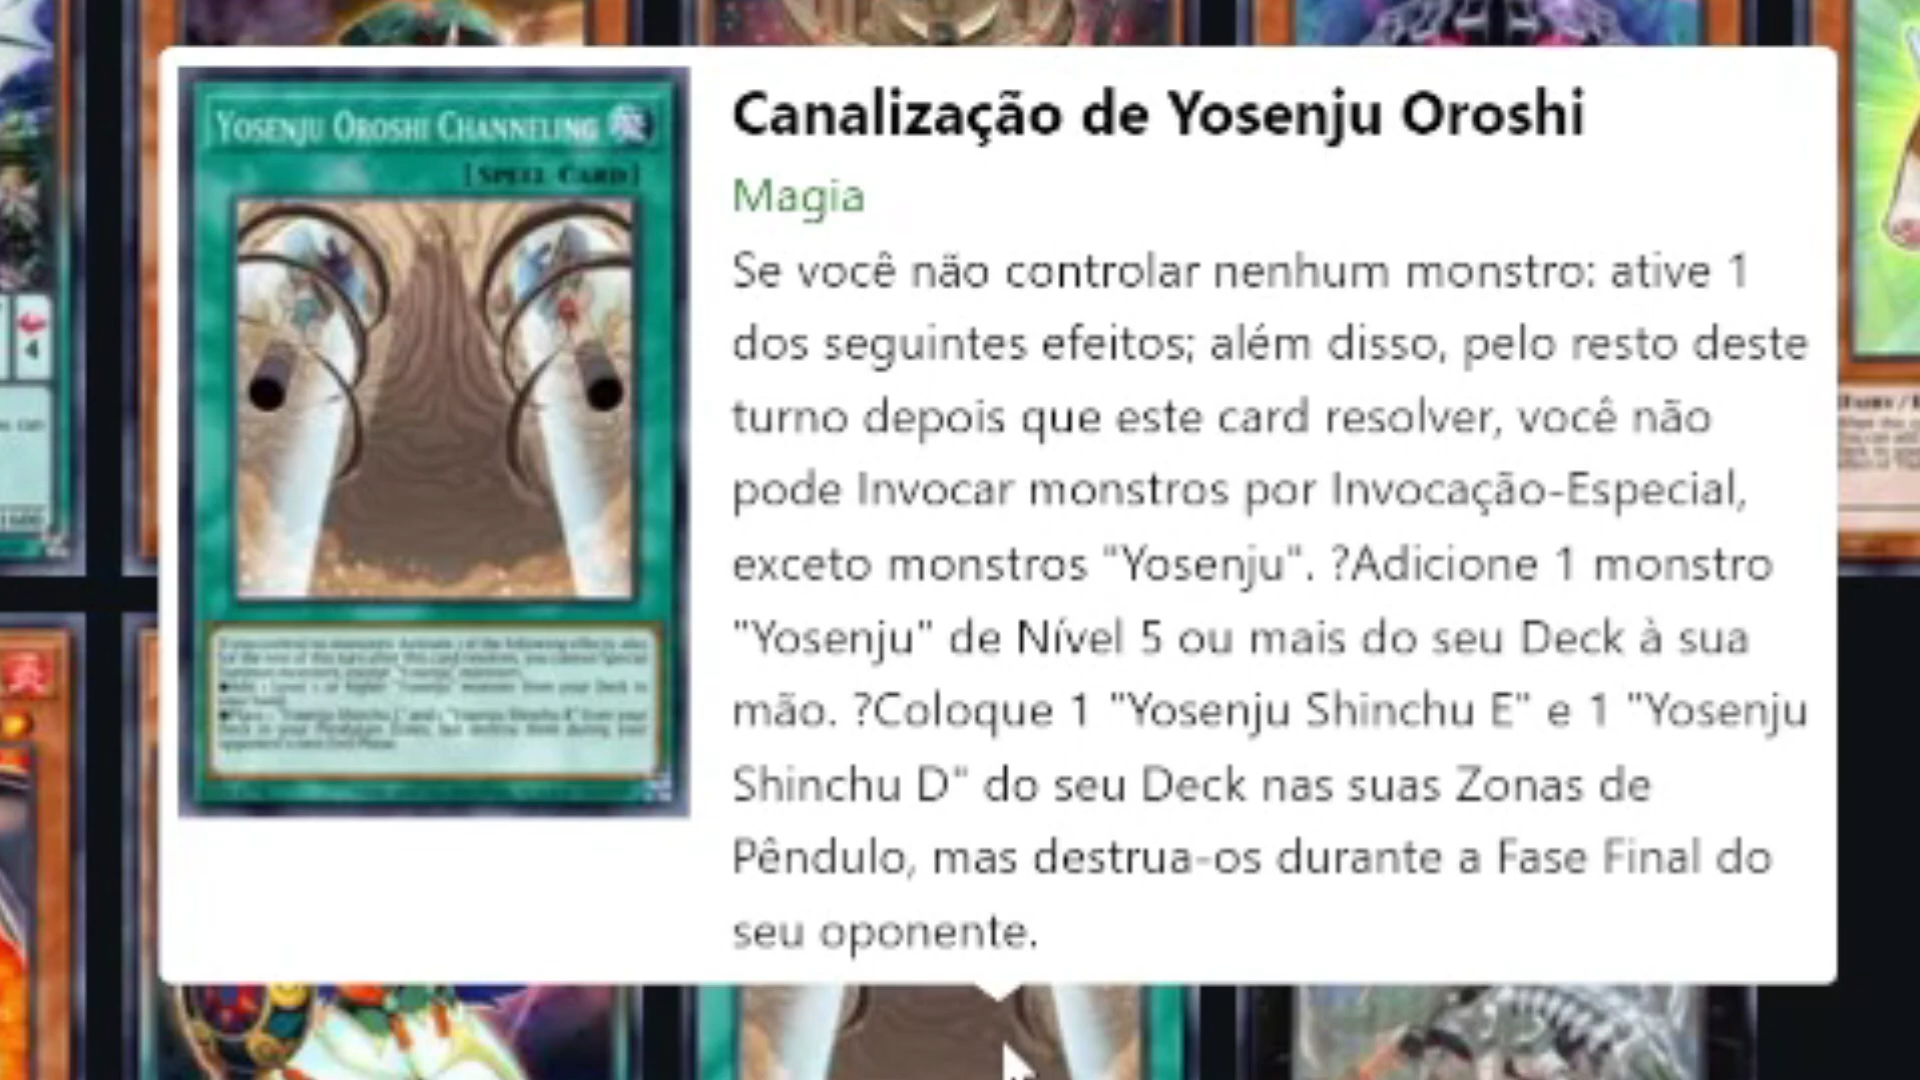 YOSENJU OROSHI CHANNELING
[SPELL CARD]
Canalização de Yosenju Oroshi
Magia
Se você não controlar nenhum monstro: ative 1
dos seguintes efeitos; além disso, pelo resto deste
turno depois que este card resolver, você não
pode Invocar monstros por Invocação-Especial,
exceto monstros "Yosenju". ?Adicione 1 monstro
"Yosenju" de Nível 5 ou mais do seu Deck à sua
mão. ?Coloque 1 "Yosenju Shinchu E" e 1 "Yosenju
Shinchu D" do seu Deck nas suas Zonas de
Pêndulo, mas destrua-os durante a Fase Final do
seu oponente.
4